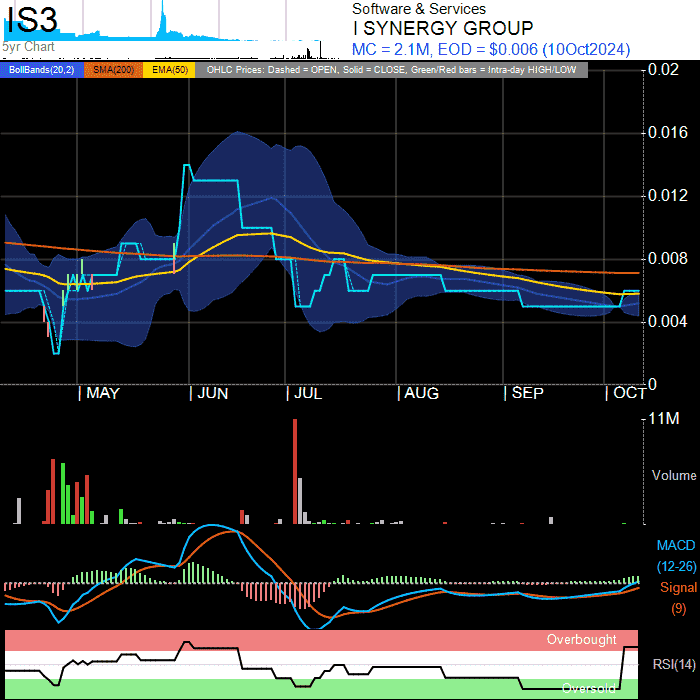 IS3
Software & Services
I SYNERGY GROUP
5yr Chart
MC = 2.1M, EOD = $0.006 (10Oct2024)
BollBands(20,2) SMA(200) EMA(50) OHLC Prices: Dashed = OPEN, Solid = CLOSE, Green/Red bars = Intra-day HIGH/LOW
0.02
0.016
0.012
0.008
0.004
0
| MAY | JUN | JUL | AUG | SEP | OCT
11M
Volume
MACD
(12-26)
Signal
(9)
Overbought
RSI(14)
Oversold